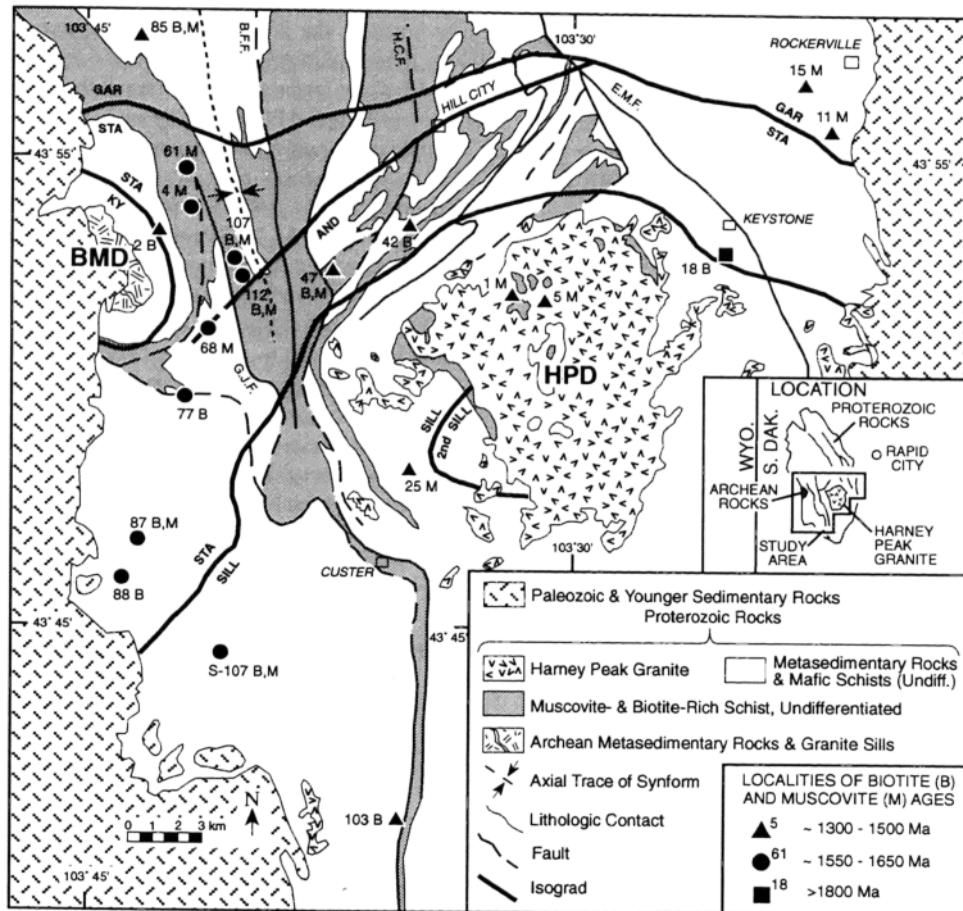 103°45'
85 B,M
B.F.F.
H.C.F.
103°30'
ROCKERVILLE
15 M
11 M
GAR
STA
HILL CITY
E.M.F.
GAR
STA
43°55'
43°55'
61 M
STA
KY
4 M
2 B
BMD
107
B,M
AND
42 B
KEYSTONE
18 B
47
B,M
112
B,M
1 M
5 M
68 M
HPD
G.J.F.
77 B
SILL
2nd SILL
25 M
87 B,M
88 B
STA
SILL
CUSTER
103°30'
43°45'
43°45'
S-107 B,M
103 B
N
0 1 2 3 km
103°45'
LOCATION
WYO.
S. DAK.
PROTEROZOIC
ROCKS
RAPID
CITY
ARCHEAN
ROCKS
STUDY
AREA
HARNEY
PEAK
GRANITE
Paleozoic & Younger Sedimentary Rocks
Proterozoic Rocks
Harney Peak Granite
Metasedimentary Rocks
& Mafic Schists (Undiff.)
Muscovite- & Biotite-Rich Schist, Undifferentiated
Archean Metasedimentary Rocks & Granite Sills
Axial Trace of Synform
Lithologic Contact
Fault
Isograd
LOCALITIES OF BIOTITE (B)
AND MUSCOVITE (M) AGES
5 ~ 1300 - 1500 Ma
61 ~ 1550 - 1650 Ma
18 >1800 Ma